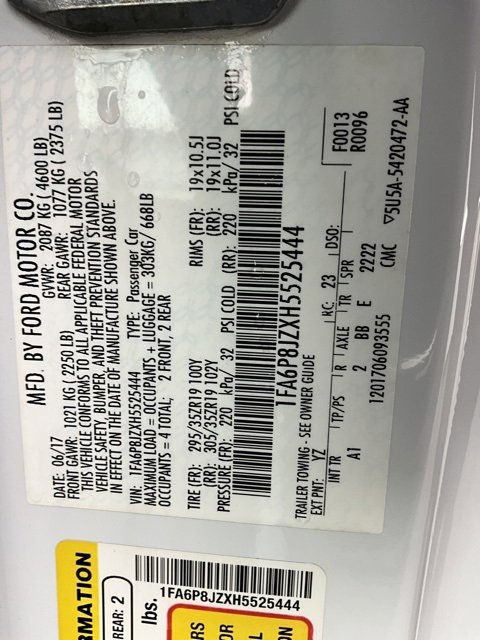 MFD. BY FORD MOTOR CO.
DATE: 06/17 GVWR: 2087 KG ( 4600 LB)
FRONT GAWR: 1021 KG ( 2250 LB) REAR GAWR: 1077 KG ( 2375 LB)
THIS VEHICLE CONFORMS TO ALL APPLICABLE FEDERAL MOTOR
VEHICLE SAFETY, BUMPER, AND THEFT PREVENTION STANDARDS
IN EFFECT ON THE DATE OF MANUFACTURE SHOWN ABOVE.
VIN: 1FA6P8JZXH5525444 TYPE: Passenger Car
MAXIMUM LOAD = OCCUPANTS + LUGGAGE = 303KG/ 668LB
OCCUPANTS = 4 TOTAL; 2 FRONT, 2 REAR
TIRE (FR): 295/35ZR19 100Y RIMS (FR): 19x10.5J
(RR): 305/35ZR19 102Y (RR): 19x11.0J
PRESSURE (FR): 220 kPa/ 32 PSI COLD (RR): 220 kPa/ 32 PSI COLD
1FA6P8JZXH5525444
TRAILER TOWING - SEE OWNER GUIDE
EXT PNT: YZ RC: 23 DSO: F0013
INT TR TP/PS R AXLE TR SPR R0096
A1 2 BB E 2222
1201706093555 CMC ▽5U5A-5420472-AA
RMATION
REAR: 2
lbs.
1FA6P8JZXH5525444